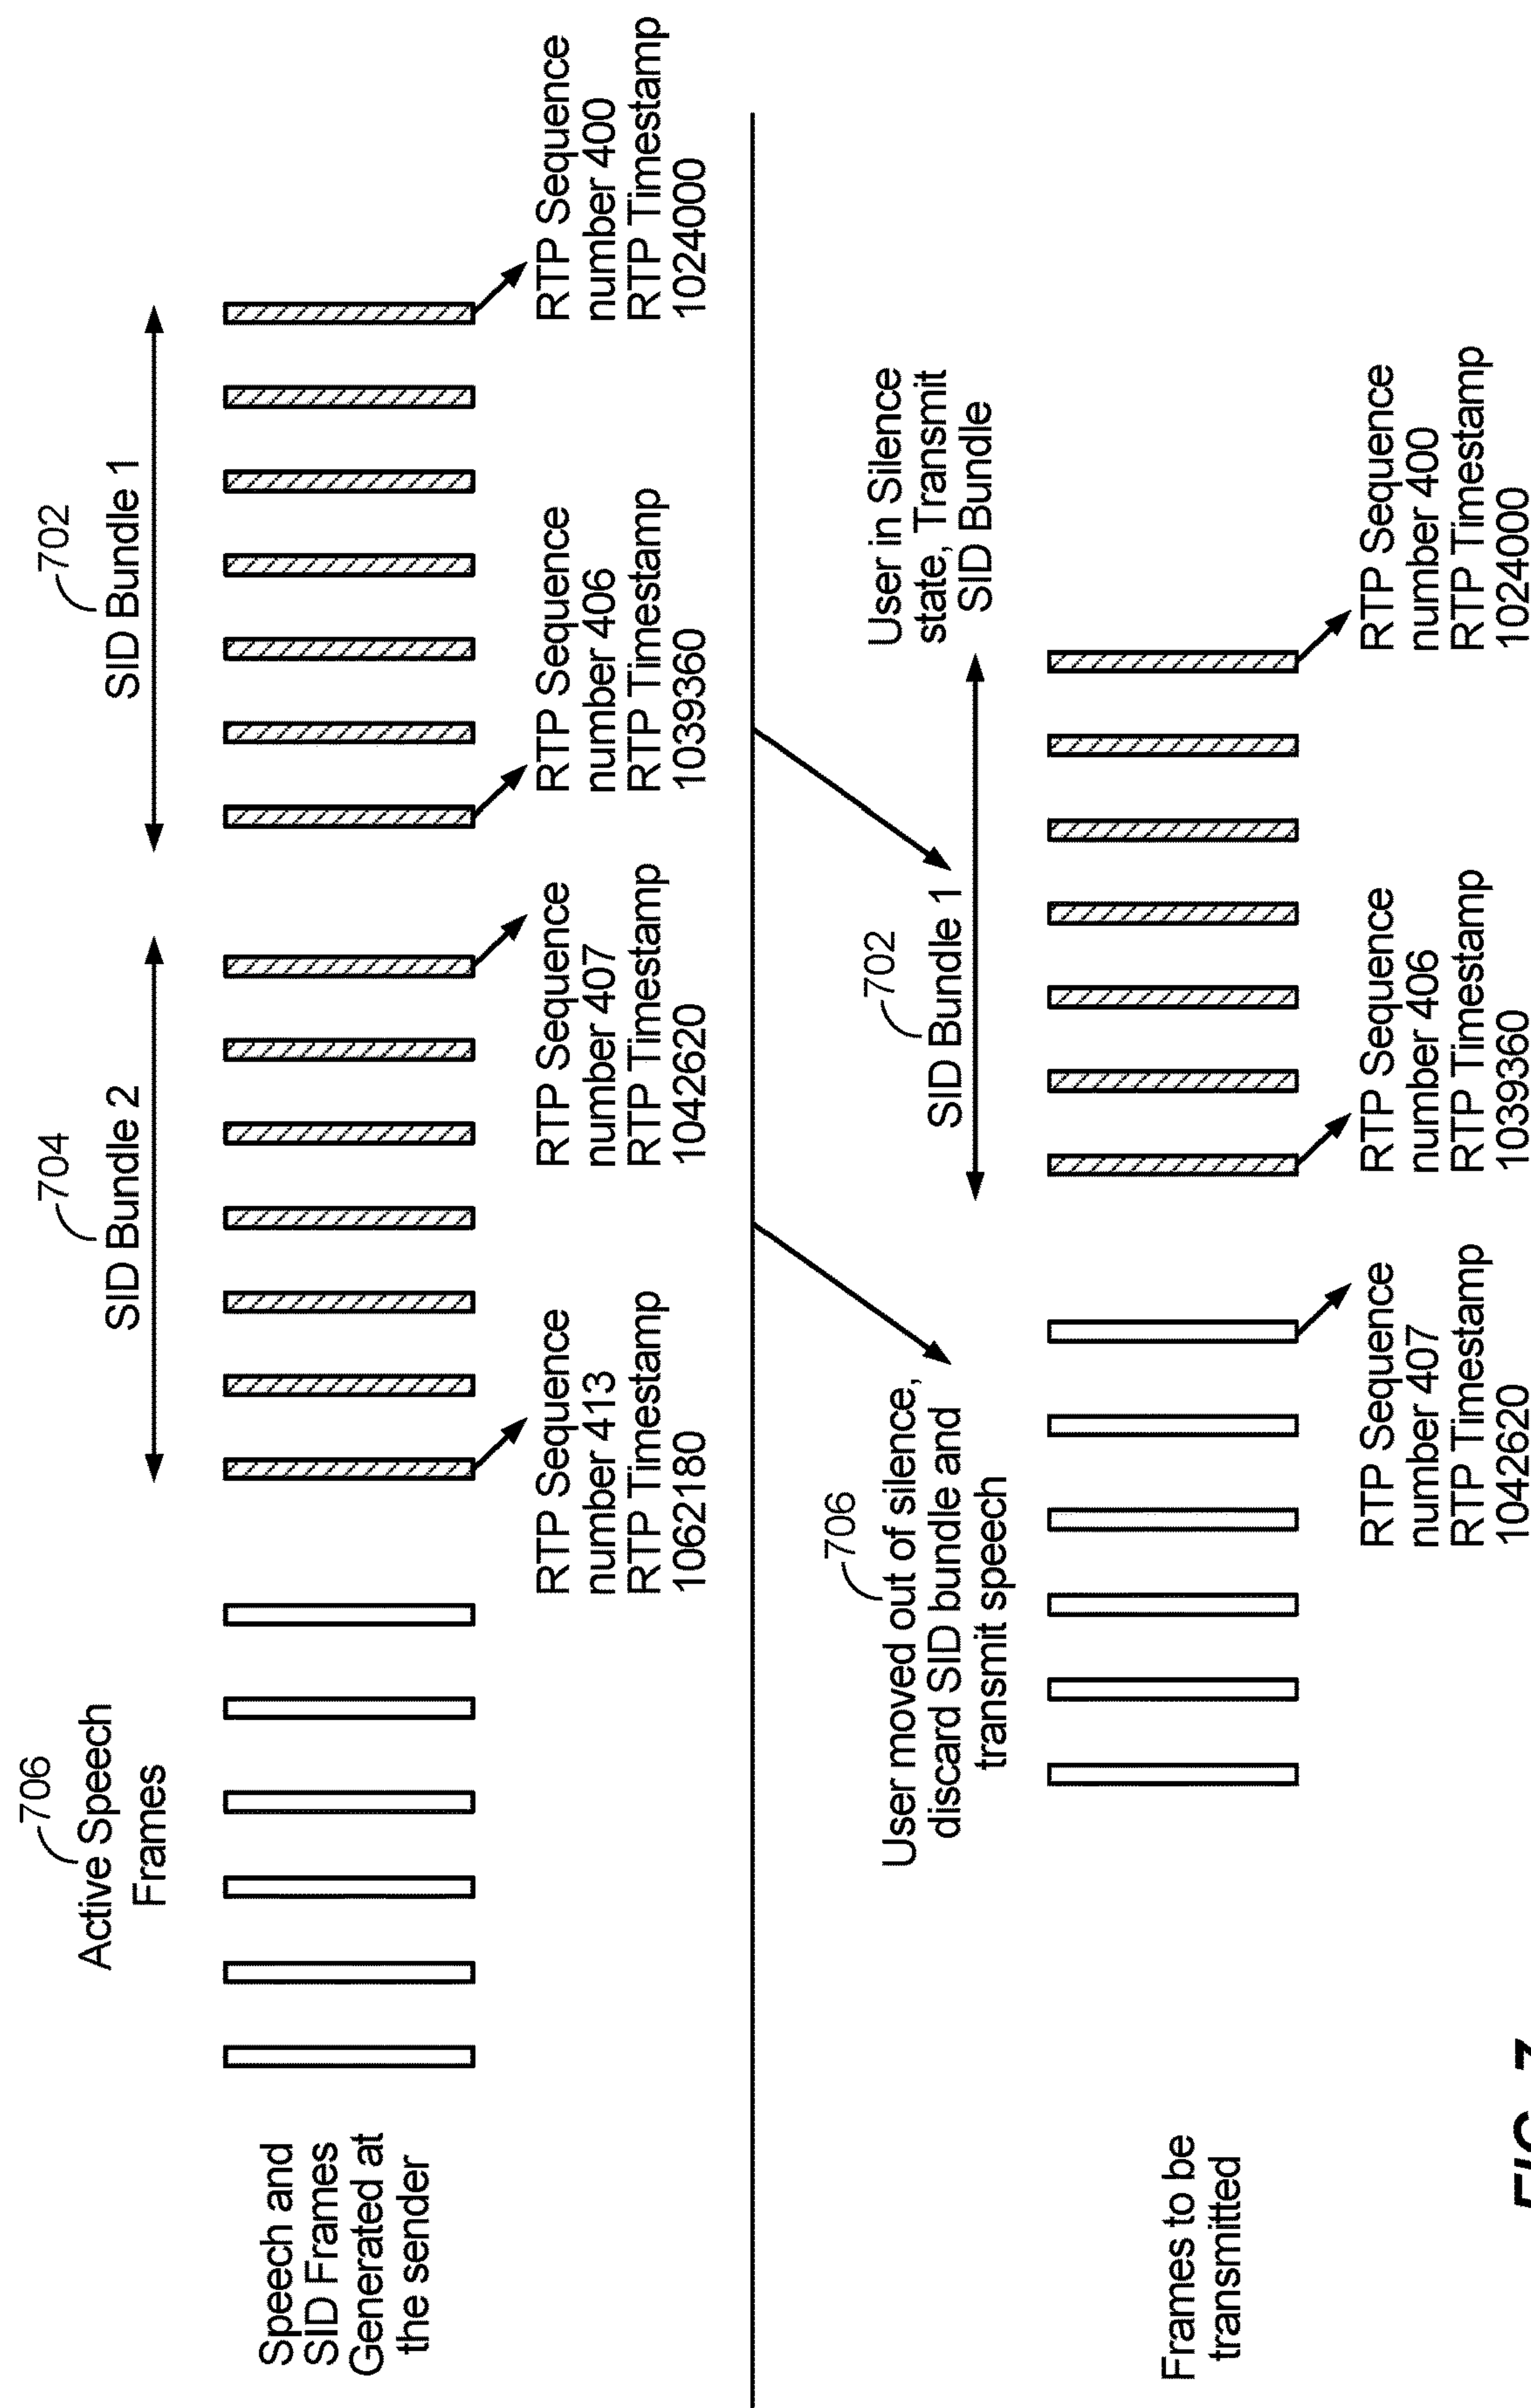 706
Active Speech
Frames
704
SID Bundle 2
702
SID Bundle 1
Speech and
SID Frames
Generated at
the sender
RTP Sequence
number 413
RTP Timestamp
1062180
RTP Sequence
number 407
RTP Timestamp
1042620
RTP Sequence
number 406
RTP Timestamp
1039360
RTP Sequence
number 400
RTP Timestamp
1024000
706
User moved out of silence,
discard SID bundle and
transmit speech
702
SID Bundle 1
User in Silence
state, Transmit
SID Bundle
Frames to be
transmitted
RTP Sequence
number 407
RTP Timestamp
1042620
RTP Sequence
number 406
RTP Timestamp
1039360
RTP Sequence
number 400
RTP Timestamp
1024000
FIG. 7